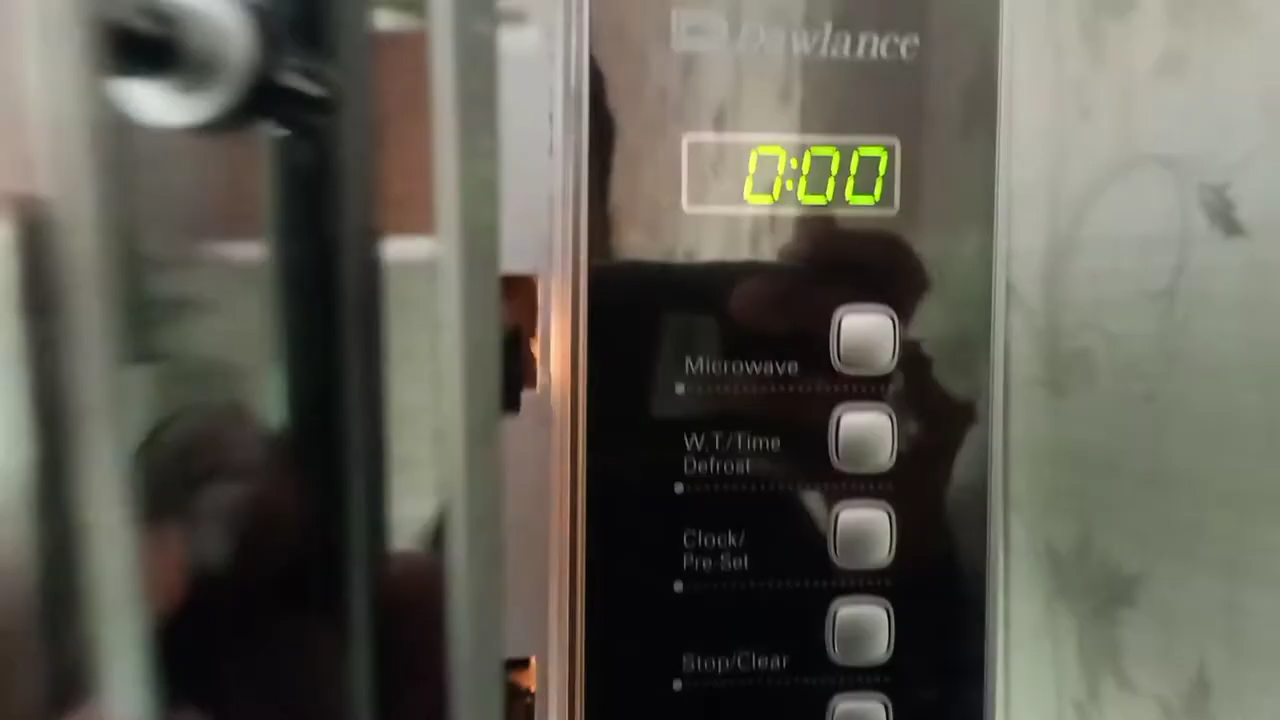 Dawlance
0:00
Microwave
W.T/Time
Defrost
Clock/
Pre-Set
Stop/Clear